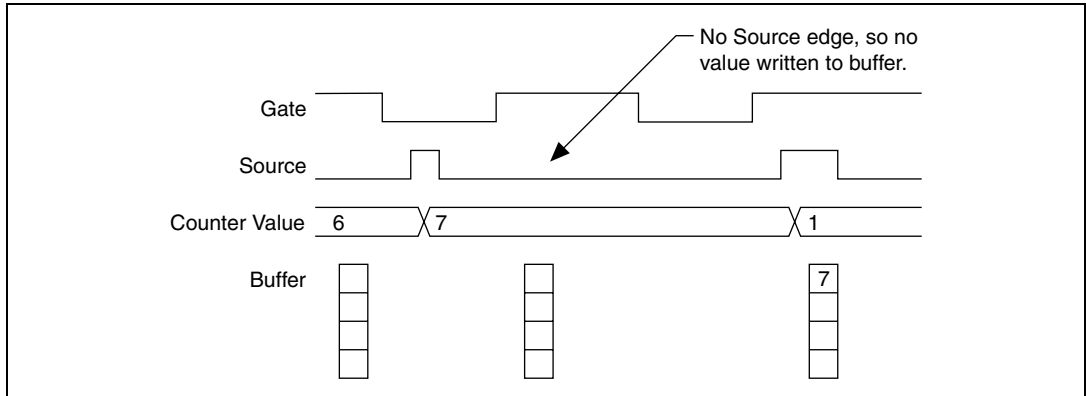 No Source edge, so no
value written to buffer.
Gate
Source
Counter Value 6 7 1
Buffer 7